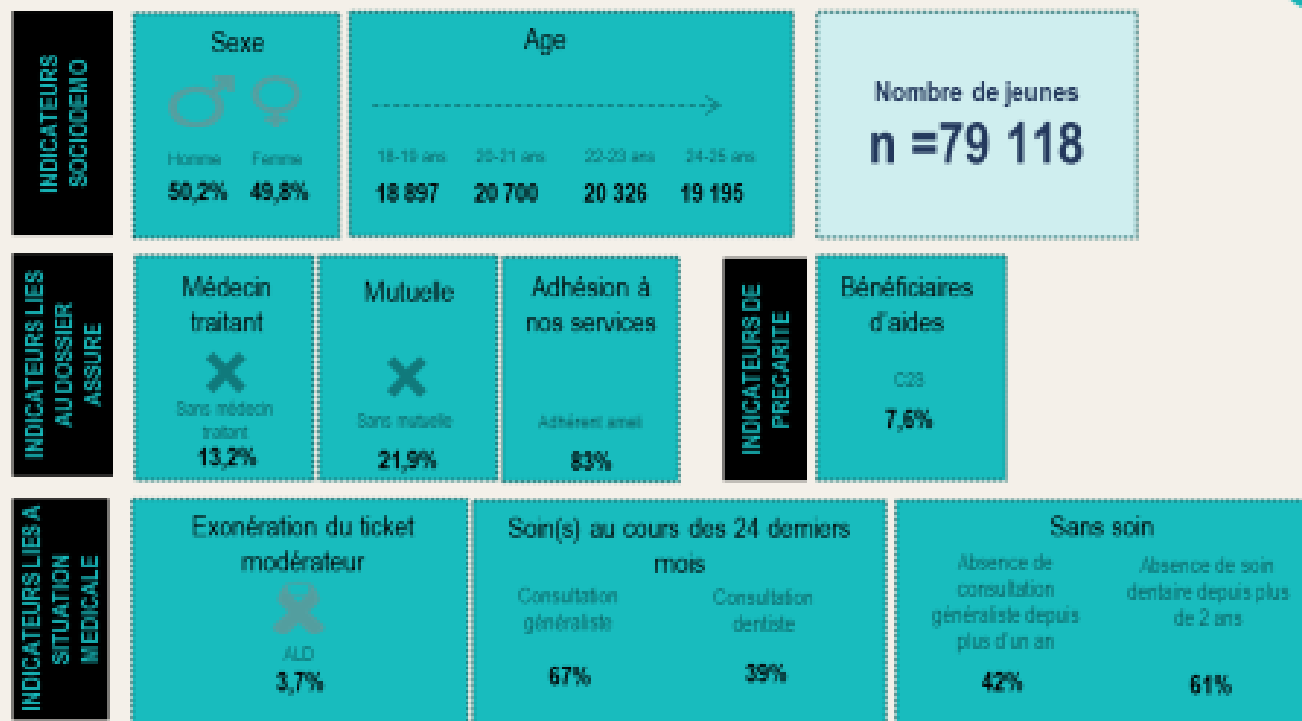 INDICATEURS
SOCIODEMO
Sexe
Homme Femme
50,2% 49,8%
Age
18-19 ans 20-21 ans 22-23 ans 24-25 ans
18 897 20 700 20 326 19 195
Nombre de jeunes
n =79 118
INDICATEURS LIES
AU DOSSIER
ASSURE
Médecin
traitant
Sans médecin
traitant
13,2%
Mutuelle
Sans mutuelle
21,9%
Adhésion à
nos services
Adhérent ameli
83%
INDICATEURS DE
PRECARITE
Bénéficiaires
d'aides
7,6%
INDICATEURS LIES A
SITUATION
MEDICALE
Exonération du ticket
modérateur
ALD
3,7%
Soin(s) au cours des 24 derniers
mois
Consultation
généraliste
67%
Consultation
dentiste
39%
Sans soin
Absence de
consultation
généraliste depuis
plus d'un an
42%
Absence de soin
dentaire depuis plus
de 2 ans
61%